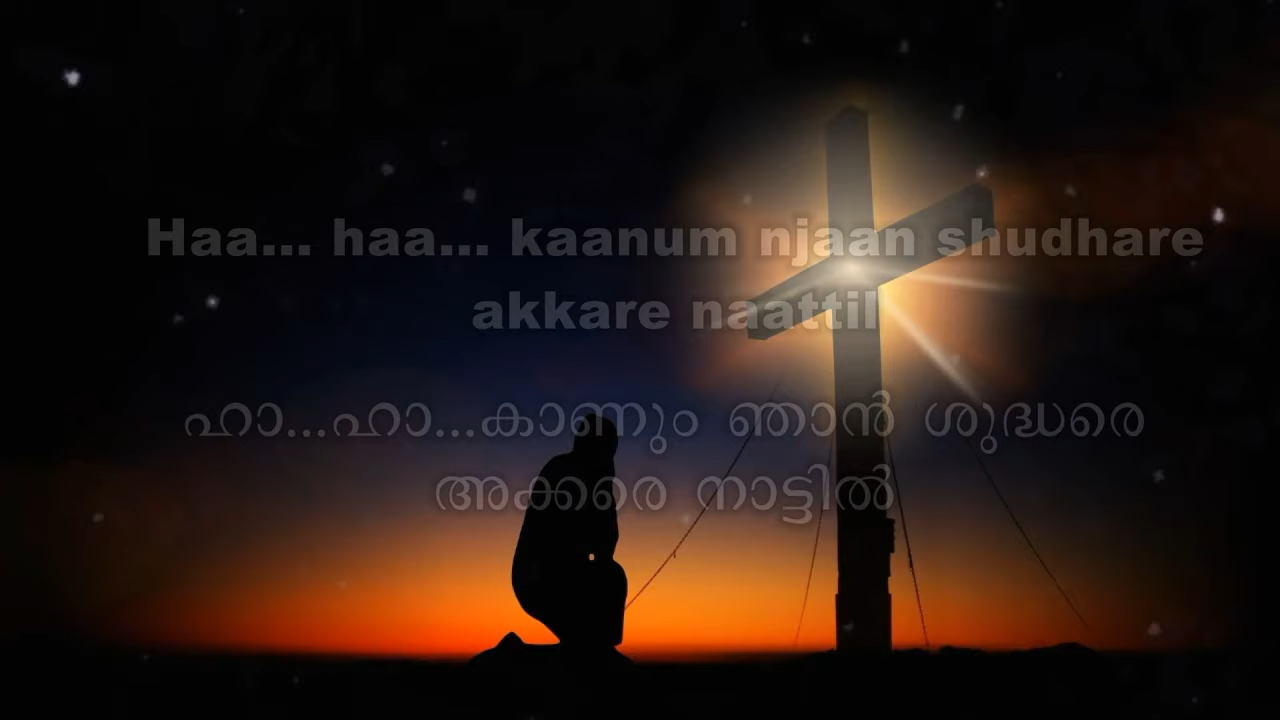 Haa... haa... kaanum njaan shudhare
akkare naattil
ഹാ...ഹാ...കാണും ഞാൻ ശുദ്ധരെ
അക്കരെ നാട്ടിൽ